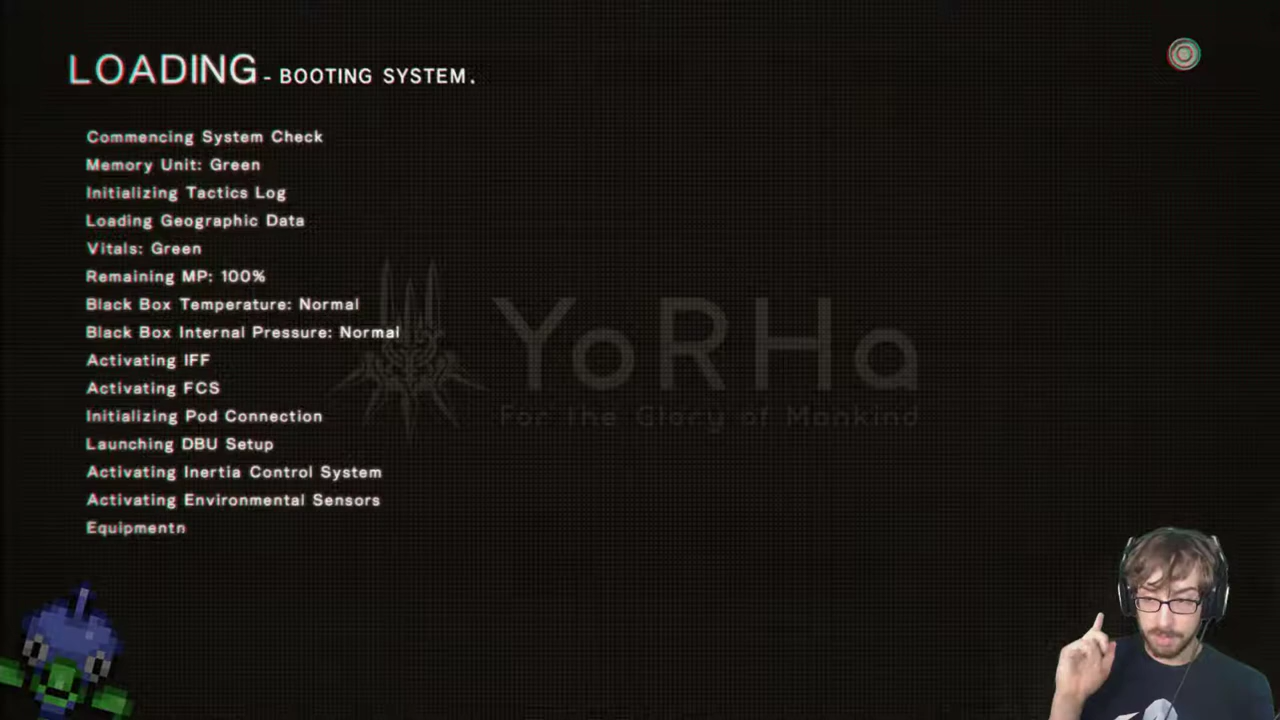 LOADING - BOOTING SYSTEM.
Commencing System Check
Memory Unit: Green
Initializing Tactics Log
Loading Geographic Data
Vitals: Green
Remaining MP: 100%
Black Box Temperature: Normal
Black Box Internal Pressure: Normal
Activating IFF
Activating FCS
Initializing Pod Connection
Launching DBU Setup
Activating Inertia Control System
Activating Environmental Sensors
Equipmentn
YoRHa
For the Glory of Mankind